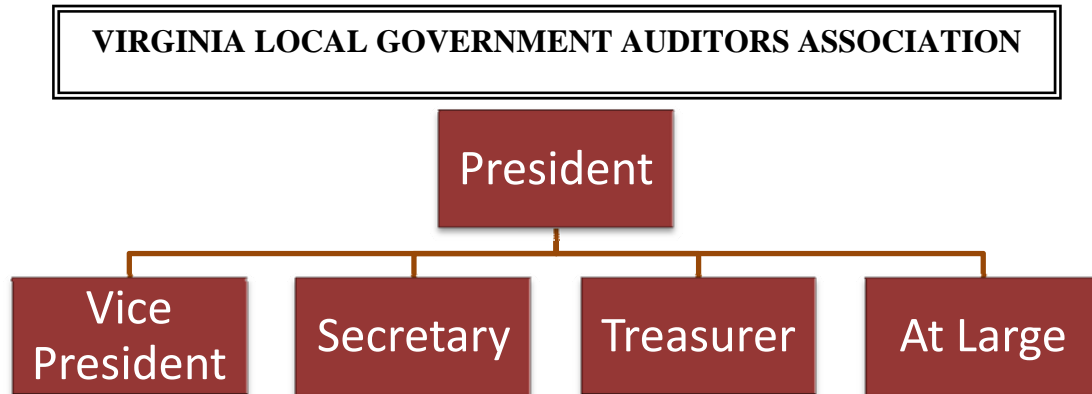 VIRGINIA LOCAL GOVERNMENT AUDITORS ASSOCIATION
President
Vice
President
Secretary
Treasurer
At Large